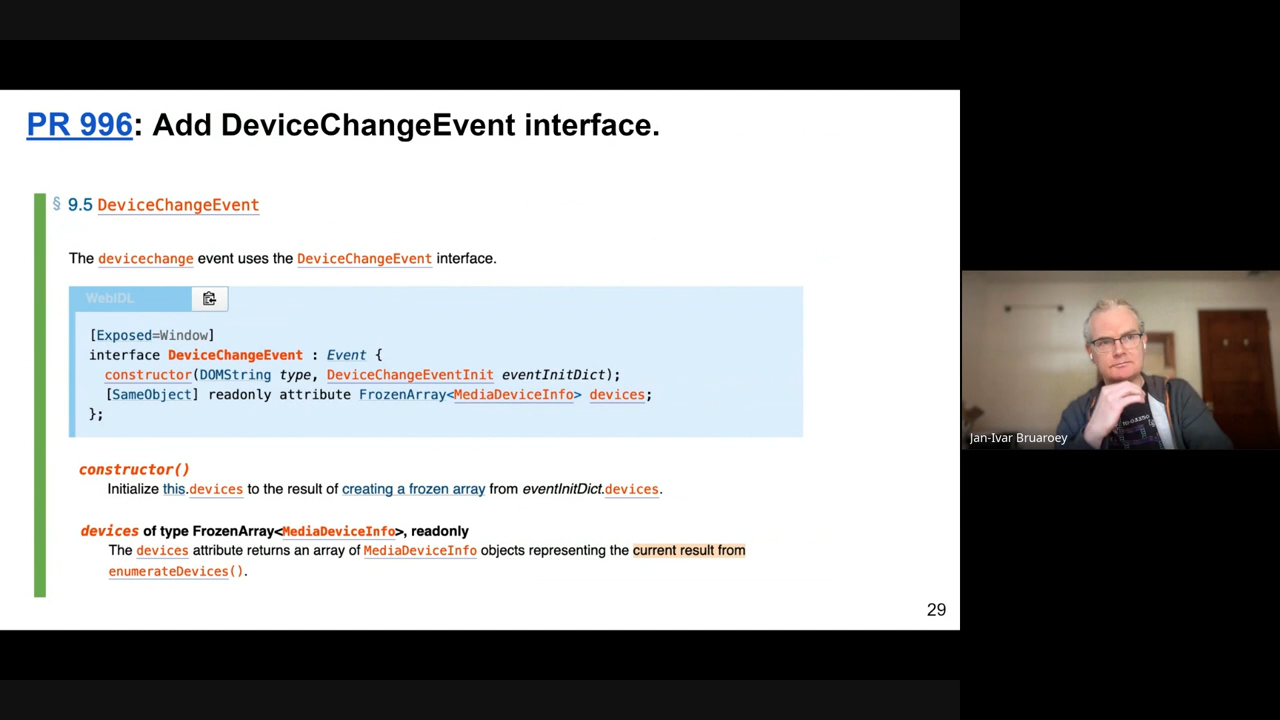 PR 996: Add DeviceChangeEvent interface.
§ 9.5 DeviceChangeEvent
The devicechange event uses the DeviceChangeEvent interface.
WebIDL
[Exposed=Window]
interface DeviceChangeEvent : Event {
constructor(DOMString type, DeviceChangeEventInit eventInitDict);
[SameObject] readonly attribute FrozenArray<MediaDeviceInfo> devices;
};
constructor()
Initialize this.devices to the result of creating a frozen array from eventInitDict.devices.
devices of type FrozenArray<MediaDeviceInfo>, readonly
The devices attribute returns an array of MediaDeviceInfo objects representing the current result from
enumerateDevices().
29
Jan-Ivar Bruaroey